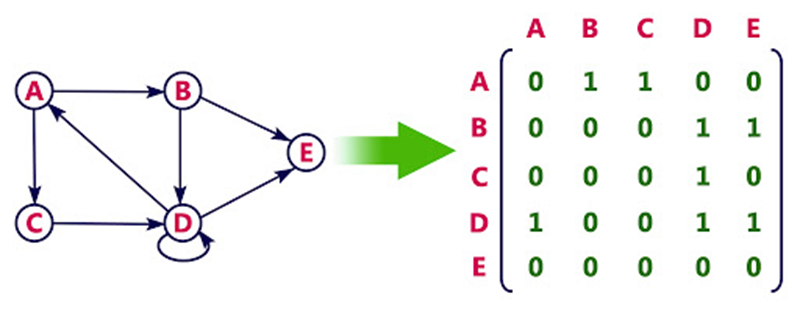 A B
E
C D
A B C D E
A 0 1 1 0 0
B 0 0 0 1 1
C 0 0 0 1 0
D 1 0 0 1 1
E 0 0 0 0 0